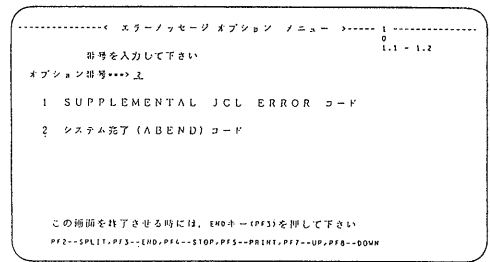 ------------< エラーメッセージ オプション メニュー >----- 1 ----------------
0
1.1 - 1.2
番号を入力して下さい
オプション番号===> 2
1 SUPPLEMENTAL JCL ERROR コード
2 システム完了(ABEND)コード
この画面を終了させる時には, ENDキー(PF3)を押して下さい
PF2--SPLIT,PF3--END,PF4--STOP,PF5--PRINT,PF7--UP,PF8--DOWN